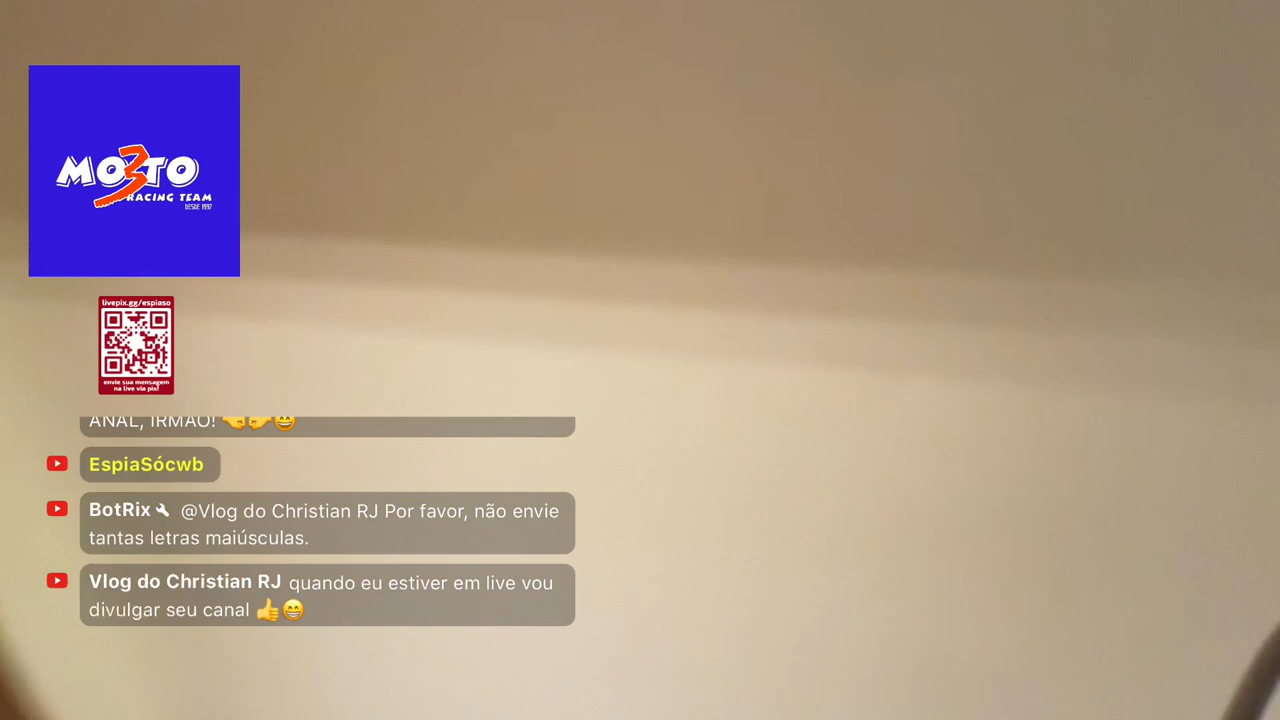 MO3TO
RACING TEAM
DESDE 1997
livepix.gg/espiaso
envie sua mensagem
na live via pix!
ANAL, IRMÃO! 🤜🤛😁
EspiaSócwb
BotRix 🔧 @Vlog do Christian RJ Por favor, não envie
tantas letras maiúsculas.
Vlog do Christian RJ quando eu estiver em live vou
divulgar seu canal 👍😁